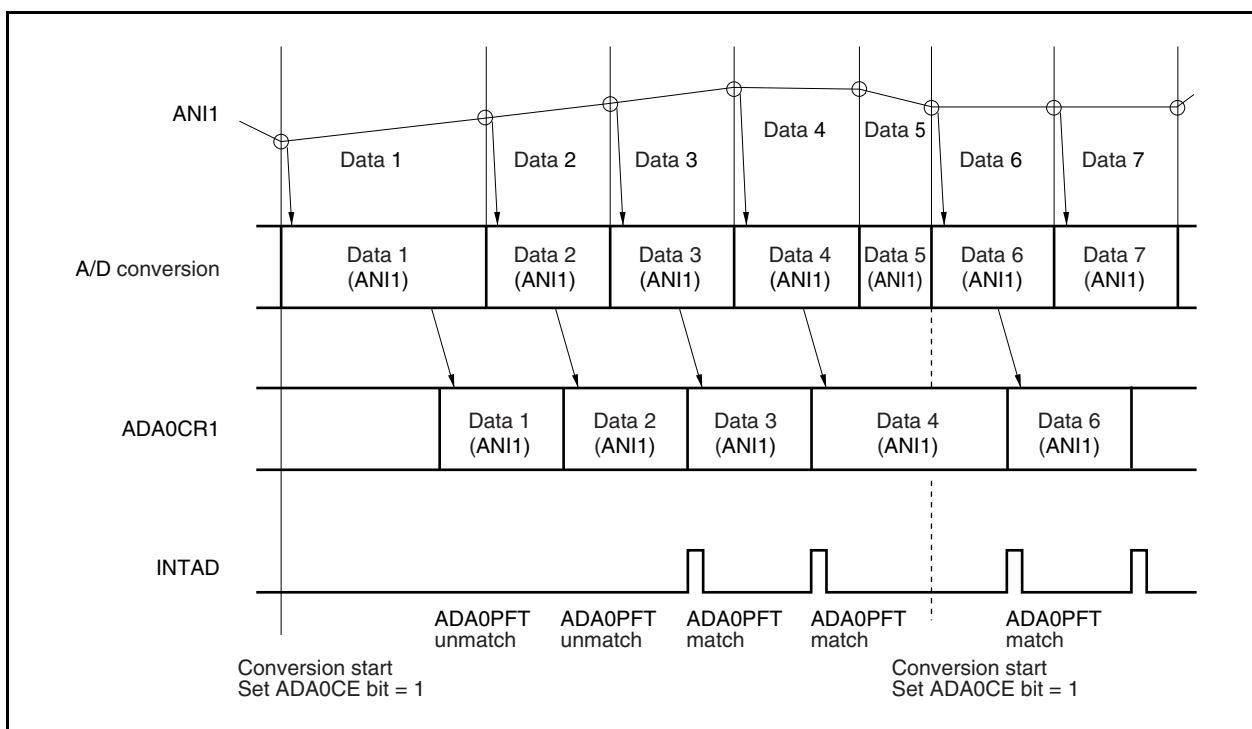 ANI1
Data 1
Data 2
Data 3
Data 4
Data 5
Data 6
Data 7
A/D conversion
Data 1
(ANI1)
Data 2
(ANI1)
Data 3
(ANI1)
Data 4
(ANI1)
Data 5
(ANI1)
Data 6
(ANI1)
Data 7
(ANI1)
ADA0CR1
Data 1
(ANI1)
Data 2
(ANI1)
Data 3
(ANI1)
Data 4
(ANI1)
Data 6
(ANI1)
INTAD
ADA0PFT
unmatch
ADA0PFT
unmatch
ADA0PFT
match
ADA0PFT
match
ADA0PFT
match
Conversion start
Set ADA0CE bit = 1
Conversion start
Set ADA0CE bit = 1